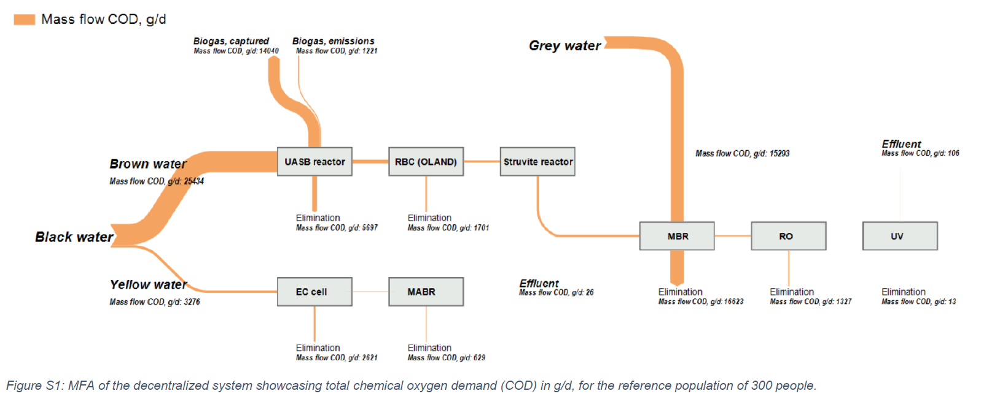 Mass flow COD, g/d
Biogas, captured
Mass flow COD, g/d: 14040
Biogas, emissions
Mass flow COD, g/d: 1221
Grey water
Mass flow COD, g/d: 15293
Effluent
Mass flow COD, g/d: 106
Brown water
Mass flow COD, g/d: 25434
UASB reactor
RBC (OLAND)
Struvite reactor
Elimination
Mass flow COD, g/d: 5697
Elimination
Mass flow COD, g/d: 1701
Black water
MBR
RO
UV
Yellow water
Mass flow COD, g/d: 3276
EC cell
MABR
Effluent
Mass flow COD, g/d: 26
Elimination
Mass flow COD, g/d: 16623
Elimination
Mass flow COD, g/d: 1327
Elimination
Mass flow COD, g/d: 13
Elimination
Mass flow COD, g/d: 2621
Elimination
Mass flow COD, g/d: 629
Figure S1: MFA of the decentralized system showcasing total chemical oxygen demand (COD) in g/d, for the reference population of 300 people.